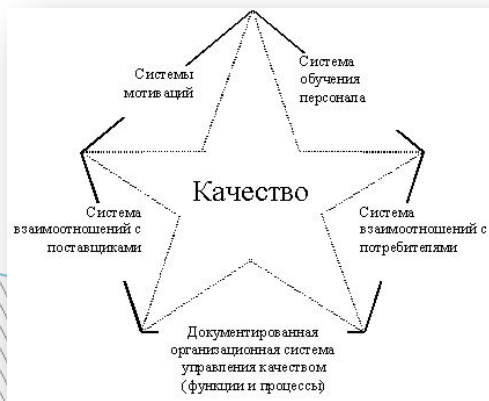 Системы
мотиваций
Система
обучения
персонала
Качество
Система
взаимоотношений с
поставщиками
Система
взаимоотношений с
потребителями
Документированная
организационная система
управления качеством
(функции и процессы)